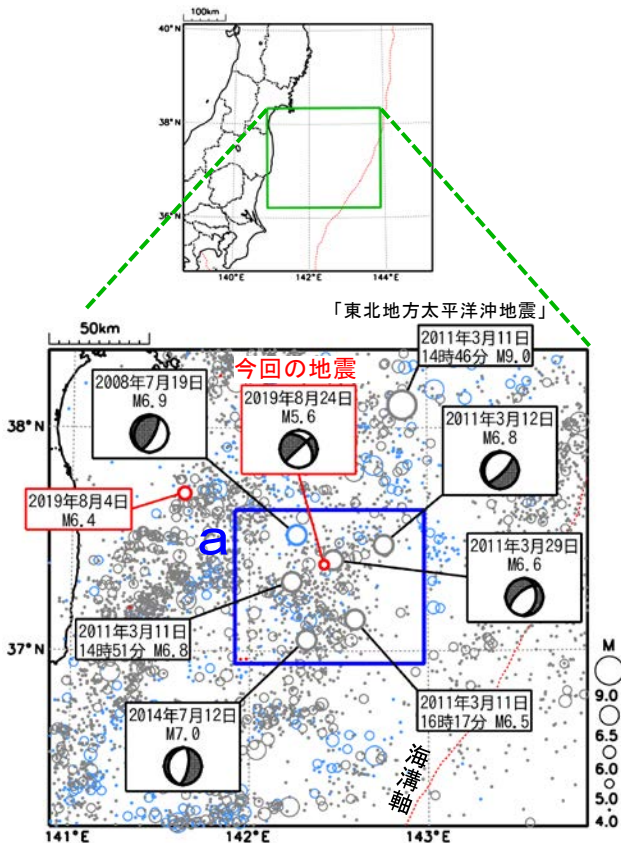 100km
40°N
38°N
36°N
140°E
142°E
144°E
「東北地方太平洋沖地震」
50km
今回の地震
2011年3月11日
14時46分 M9.0
2008年7月19日
M6.9
2019年8月24日
M5.6
2011年3月12日
M6.8
38°N
2019年8月4日
M6.4
a
2011年3月29日
M6.6
2011年3月11日
14時51分 M6.8
37°N
2011年3月11日
16時17分 M6.5
2014年7月12日
M7.0
海溝軸
M
9.0
6.5
6.0
5.0
4.0
141°E
142°E
143°E